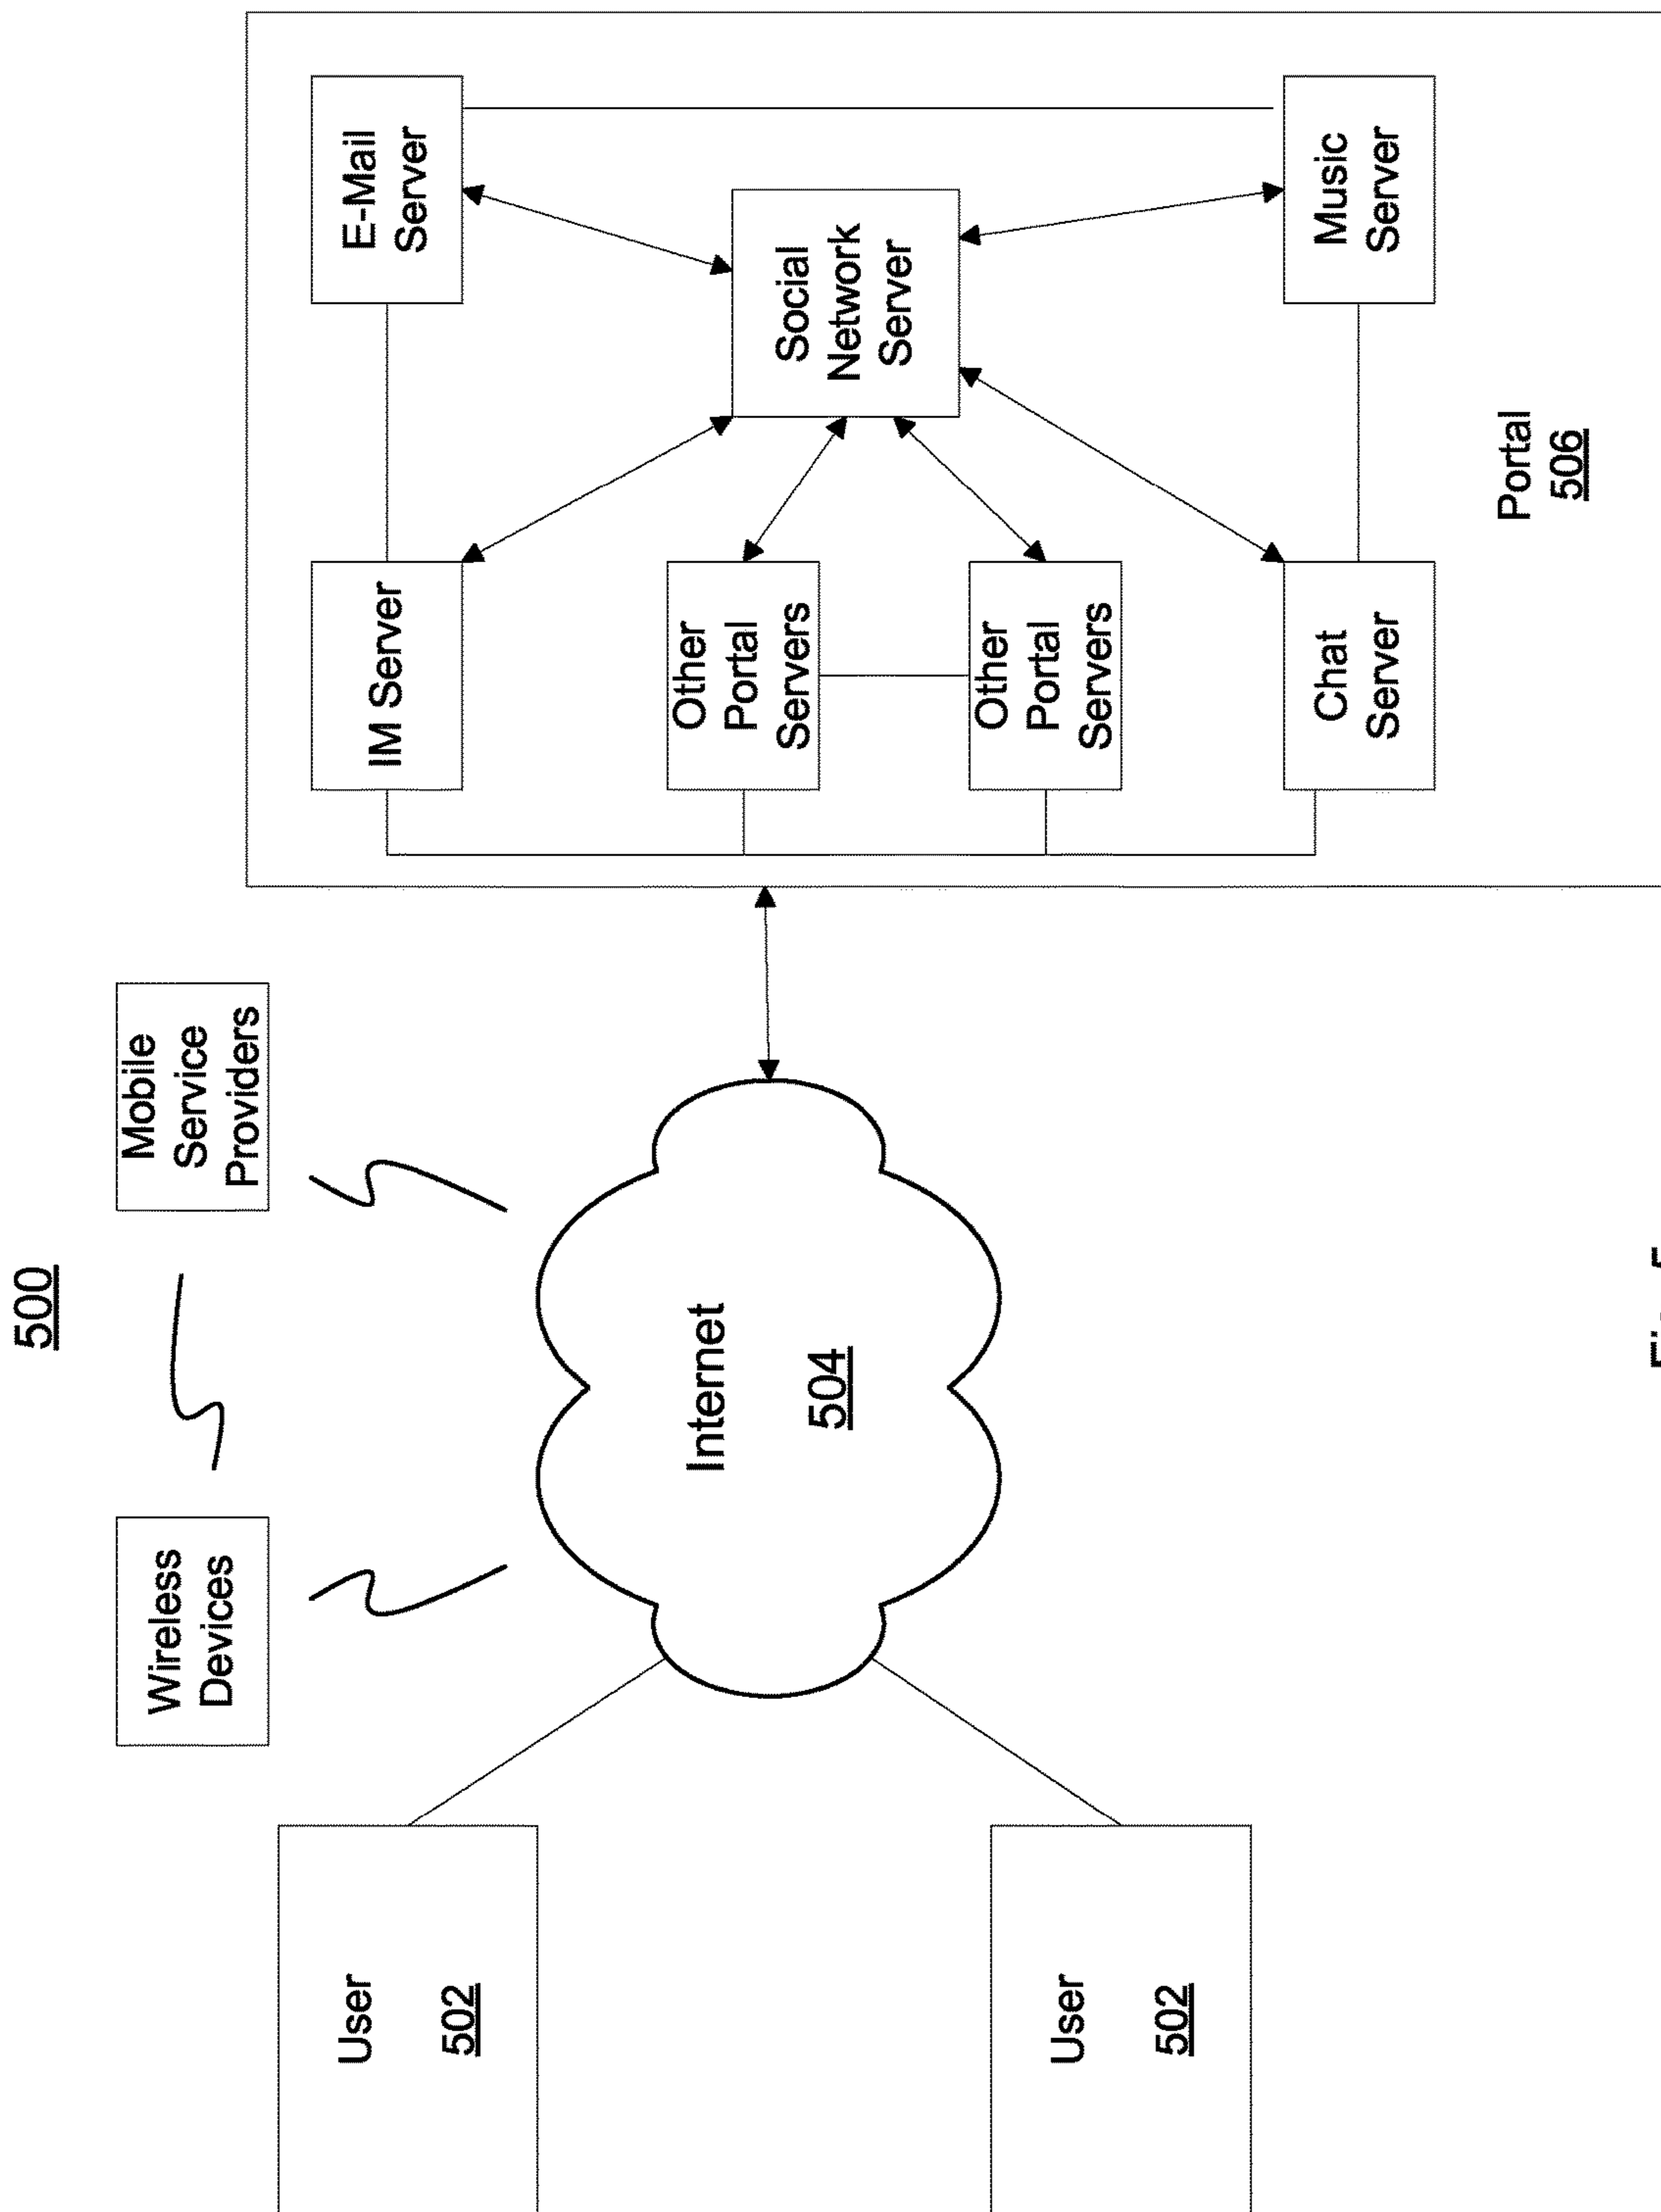 500
Wireless
Devices
Mobile
Service
Providers
User
502
User
502
Internet
504
IM Server
E-Mail
Server
Other
Portal
Servers
Social
Network
Server
Other
Portal
Servers
Chat
Server
Music
Server
Portal
506